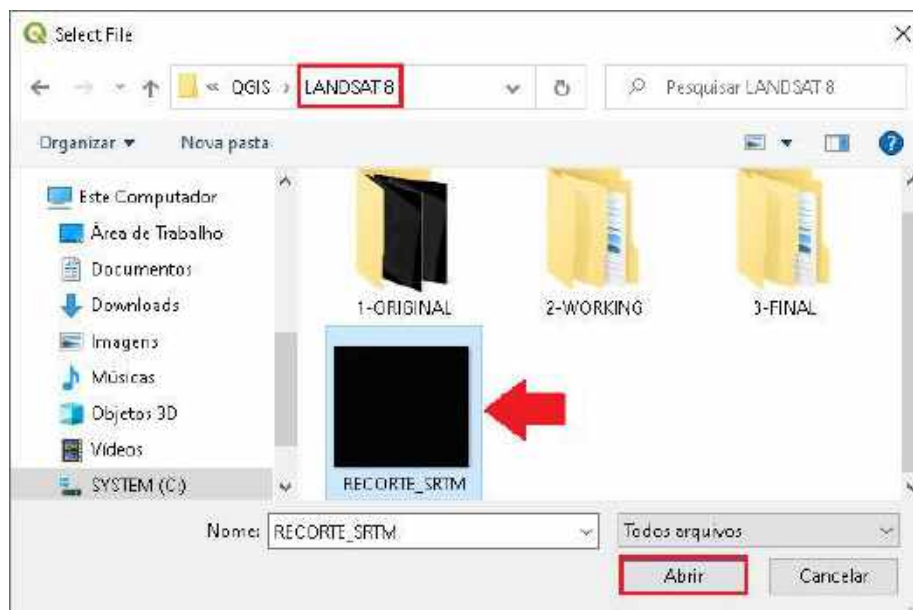 Select File
« QGIS › LANDSAT 8
Pesquisar LANDSAT 8
Organizar
Nova pasta
Este Computador
Área de Trabalho
Documentos
Downloads
Imagens
Músicas
Objetos 3D
Vídeos
SYSTEM (C:)
1-ORIGINAL
2-WORKING
3-FINAL
RECORTE_SRTM
Nome: RECORTE_SRTM
Todos arquivos
Abrir
Cancelar